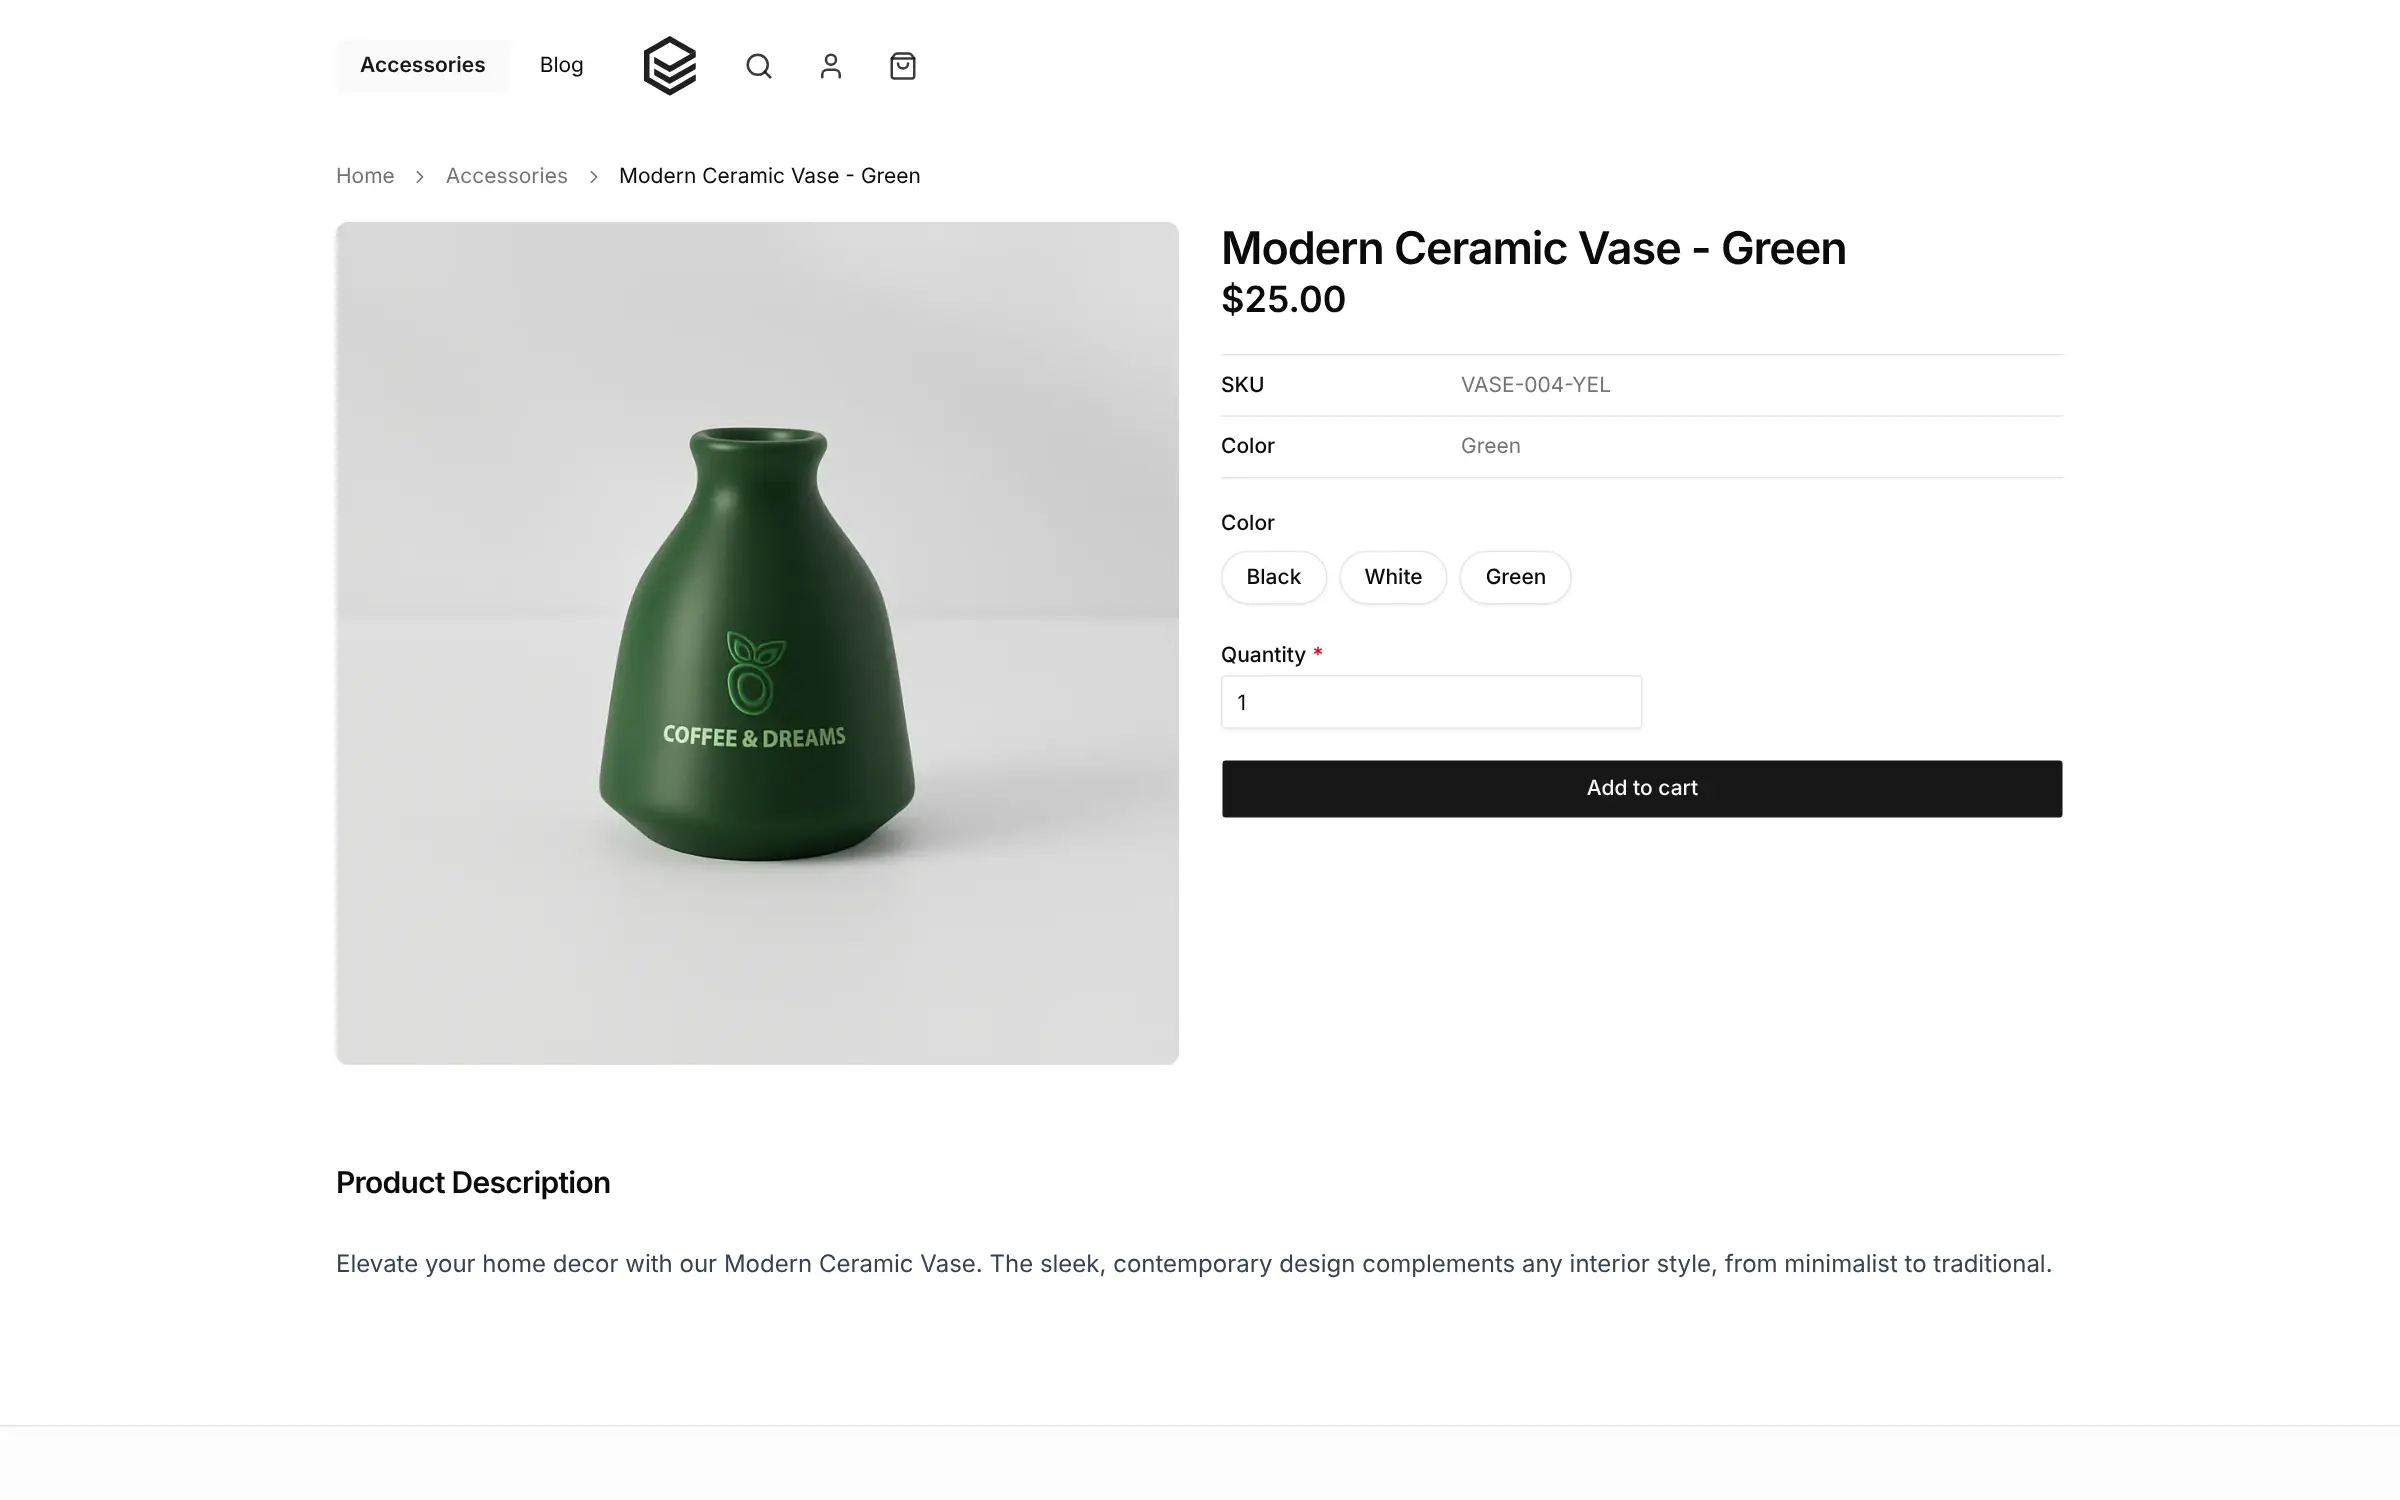 Accessories
Blog
Home > Accessories > Modern Ceramic Vase - Green
COFFEE & DREAMS
Modern Ceramic Vase - Green
$25.00
SKU VASE-004-YEL
Color Green
Color
Black White Green
Quantity *
1
Add to cart
Product Description
Elevate your home decor with our Modern Ceramic Vase. The sleek, contemporary design complements any interior style, from minimalist to traditional.